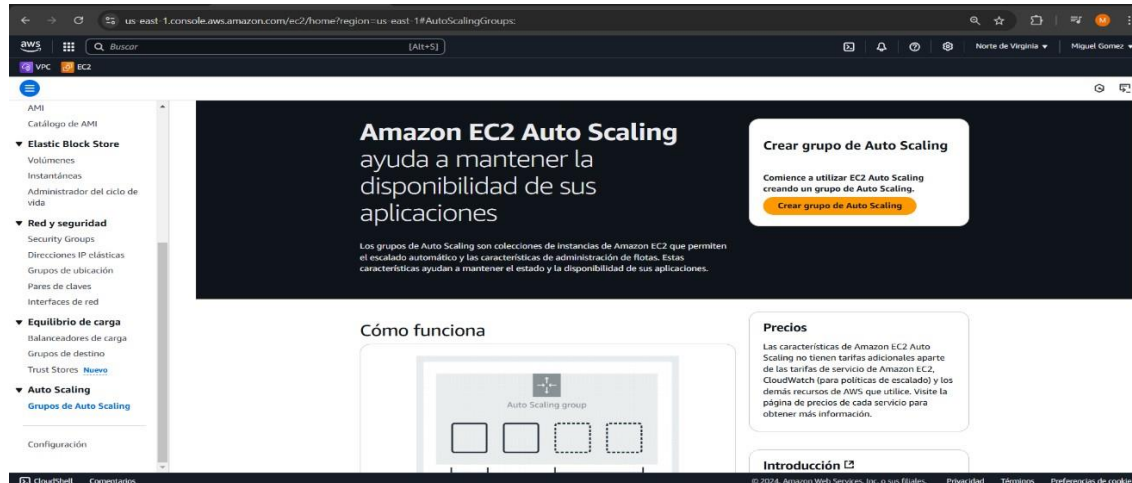 us-east-1.console.aws.amazon.com/ec2/home?region=us-east-1#AutoScalingGroups:
aws
Buscar
[Alt+S]
Norte de Virginia
Miguel Gomez
VPC
EC2
AMI
Catálogo de AMI
Elastic Block Store
Volúmenes
Instantáneas
Administrador del ciclo de
vida
Red y seguridad
Security Groups
Direcciones IP elásticas
Grupos de ubicación
Pares de claves
Interfaces de red
Equilibrio de carga
Balanceadores de carga
Grupos de destino
Trust Stores Nuevo
Auto Scaling
Grupos de Auto Scaling
Configuración
Amazon EC2 Auto Scaling
ayuda a mantener la
disponibilidad de sus
aplicaciones
Los grupos de Auto Scaling son colecciones de instancias de Amazon EC2 que permiten
el escalado automático y las características de administración de flotas. Estas
características ayudan a mantener el estado y la disponibilidad de sus aplicaciones.
Crear grupo de Auto Scaling
Comience a utilizar EC2 Auto Scaling
creando un grupo de Auto Scaling.
Crear grupo de Auto Scaling
Cómo funciona
Auto Scaling group
Precios
Las características de Amazon EC2 Auto
Scaling no tienen tarifas adicionales aparte
de las tarifas de servicio de Amazon EC2,
CloudWatch (para políticas de escalado) y los
demás recursos de AWS que utilice. Visite la
página de precios de cada servicio para
obtener más información.
Introducción
CloudShell
Comentarios
© 2024, Amazon Web Services, Inc. o sus filiales.
Privacidad
Términos
Preferencias de cookie